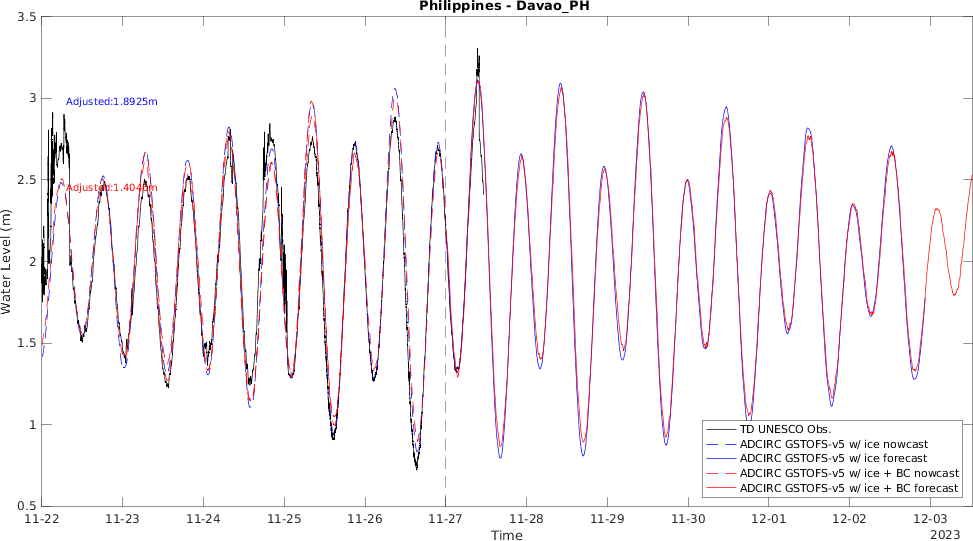 Philippines - Davao_PH
3.5
3
2.5
2
1.5
1
0.5
Water Level (m)
Adjusted:1.8925m
TD UNESCO Obs.
ADCIRC GSTOFS-v5 w/ ice nowcast
ADCIRC GSTOFS-v5 w/ ice forecast
ADCIRC GSTOFS-v5 w/ ice + BC nowcast
ADCIRC GSTOFS-v5 w/ ice + BC forecast
11-22
11-23
11-24
11-25
11-26
11-27
11-28
11-29
11-30
12-01
12-02
12-03
Time
2023